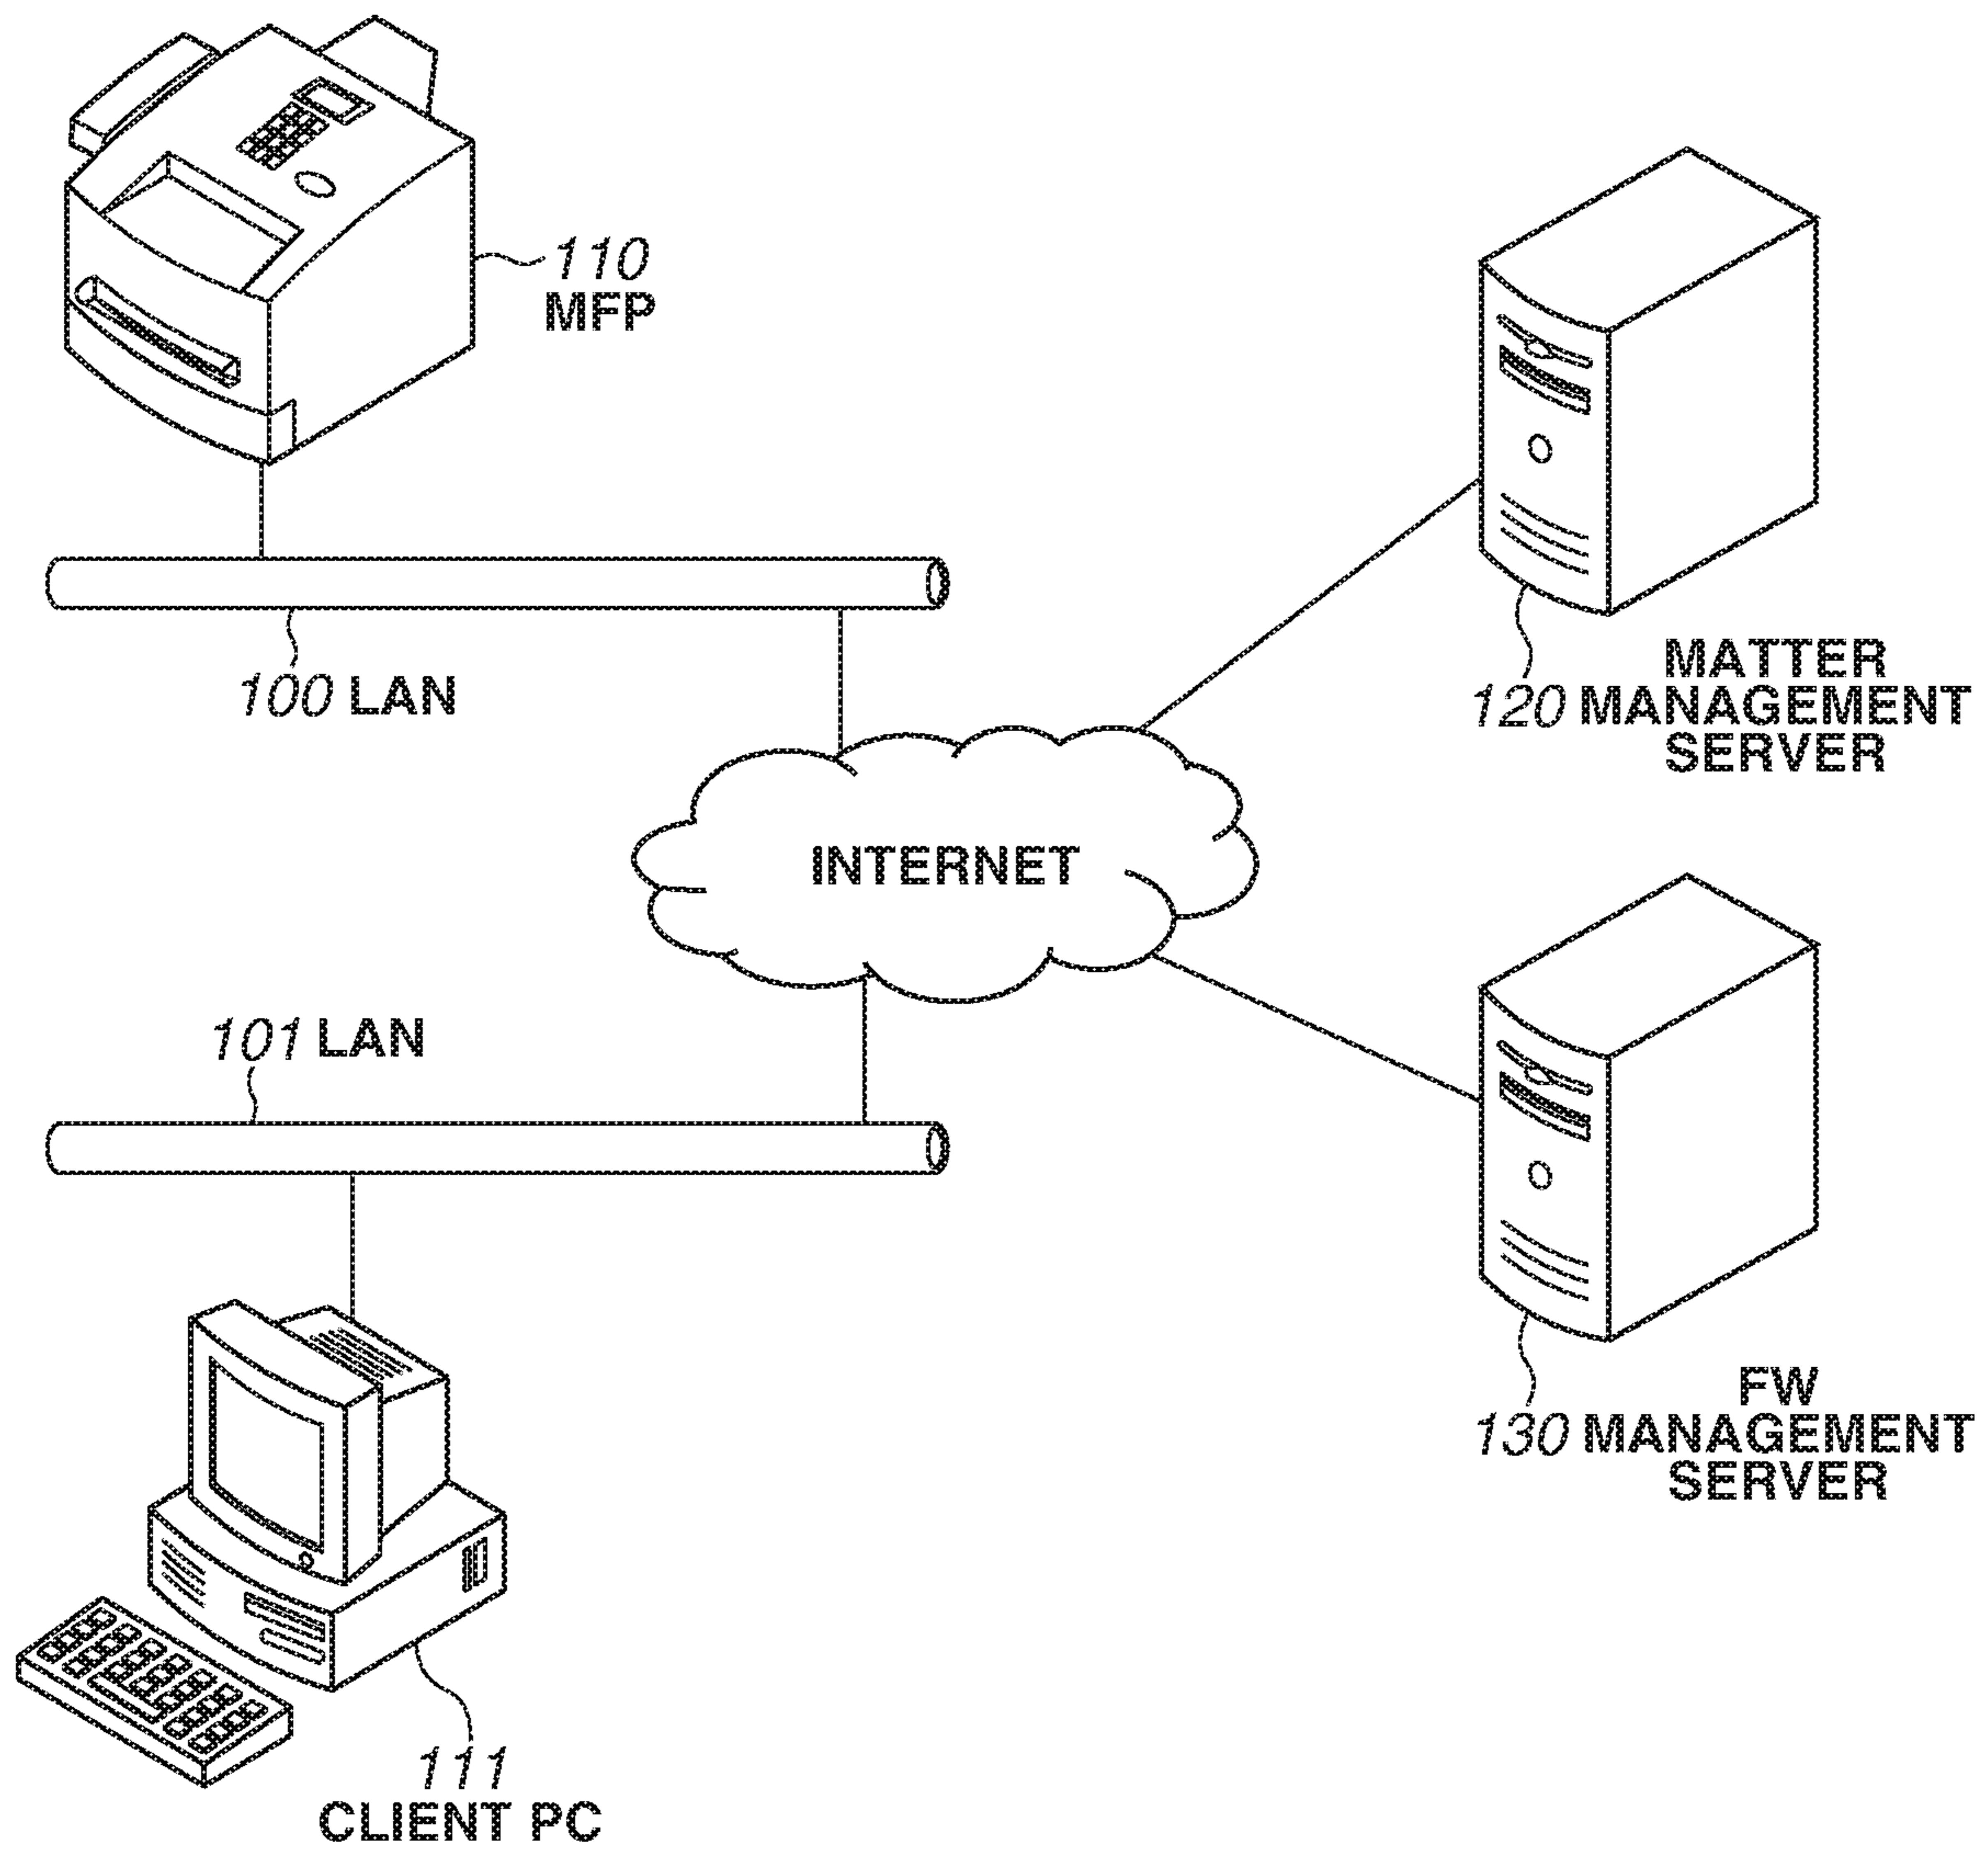 110
MFP
100 LAN
MATTER
120 MANAGEMENT
SERVER
INTERNET
101 LAN
FW
130 MANAGEMENT
SERVER
111
CLIENT PC